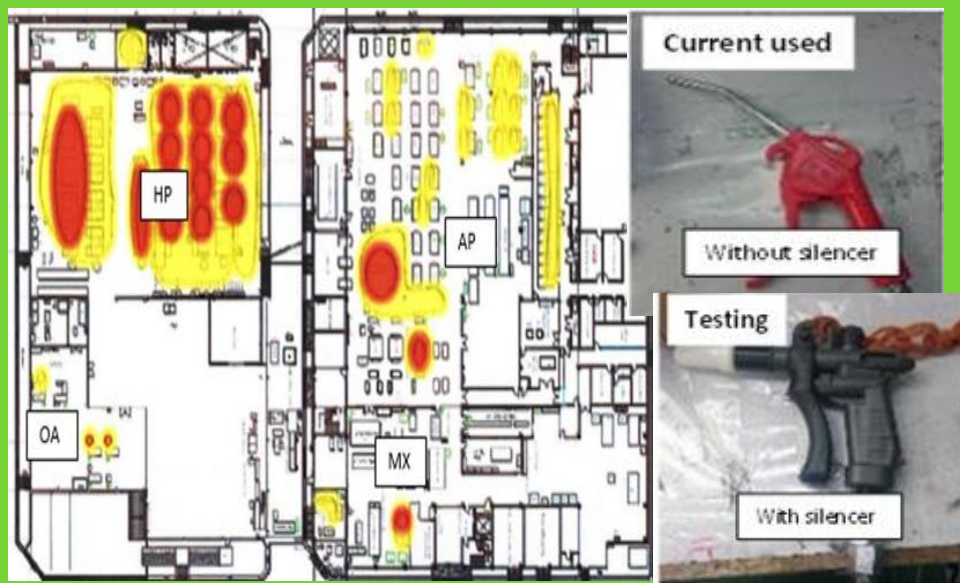 Current used
HP
AP
Without silencer
Testing
OA
MX
With silencer